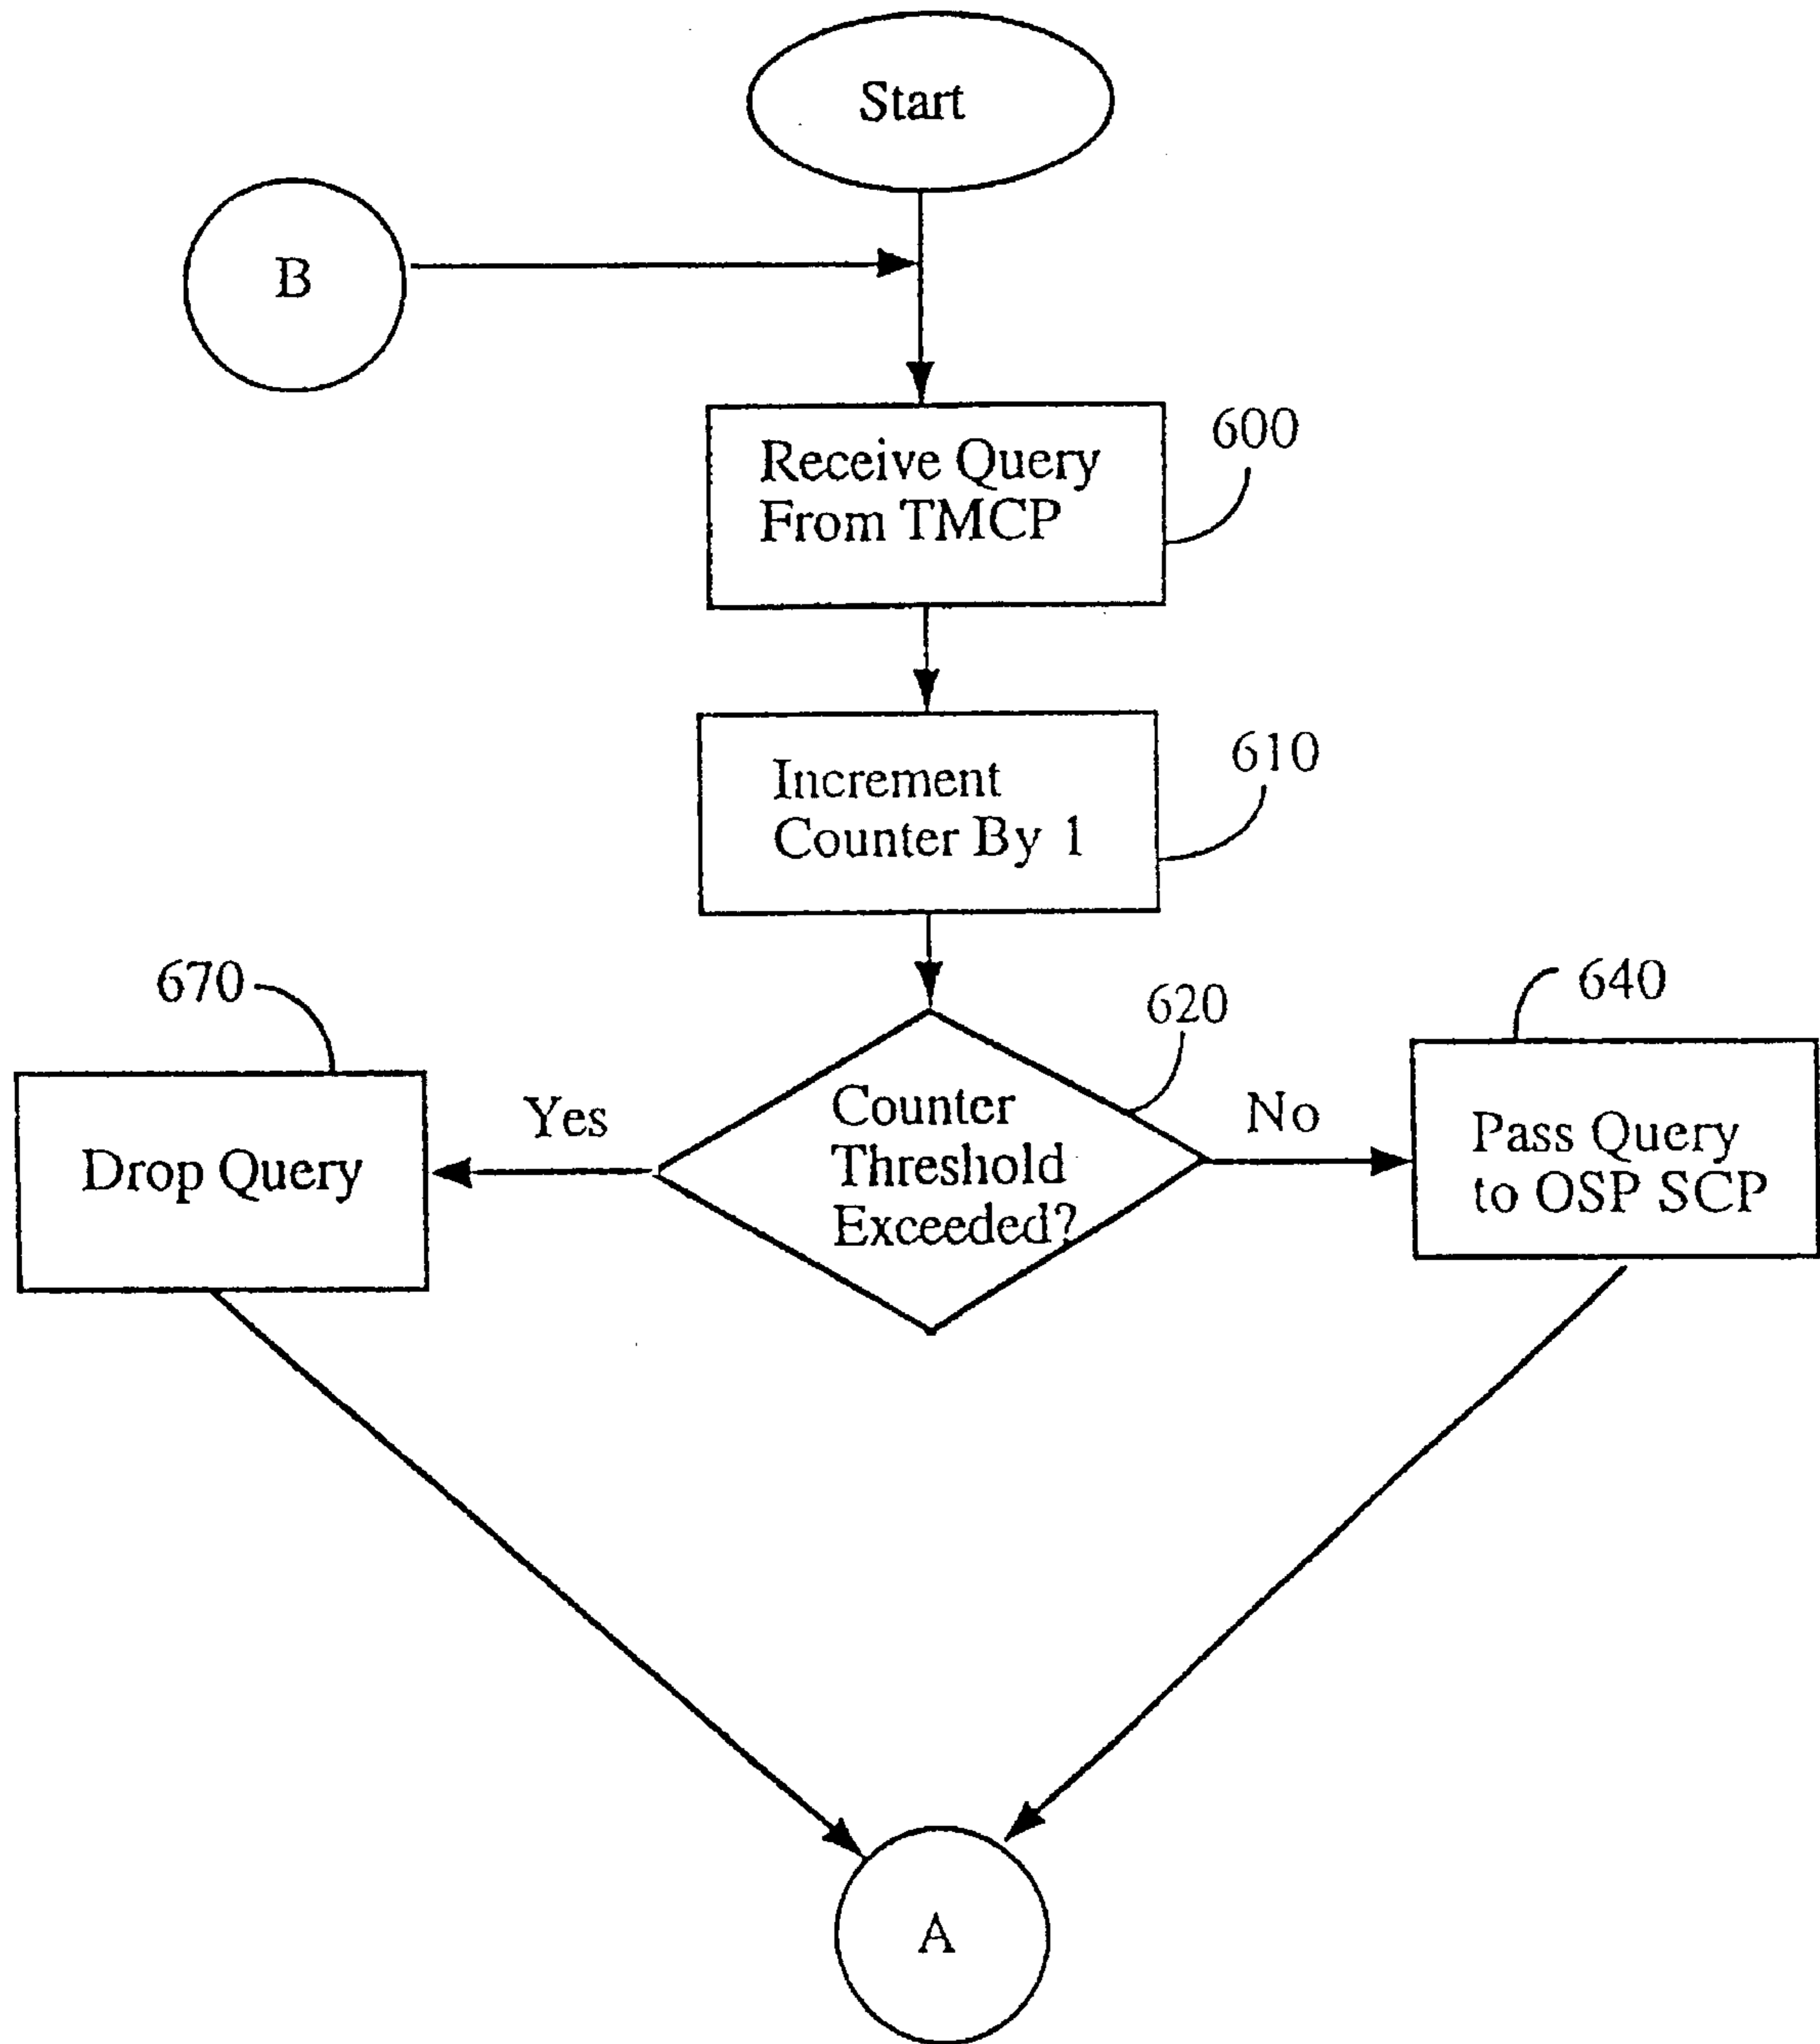 Start
B
Receive Query
From TMCP
600
Increment
Counter By 1
610
670
620
640
Drop Query
Yes
Counter
Threshold
Exceeded?
No
Pass Query
to OSP SCP
A